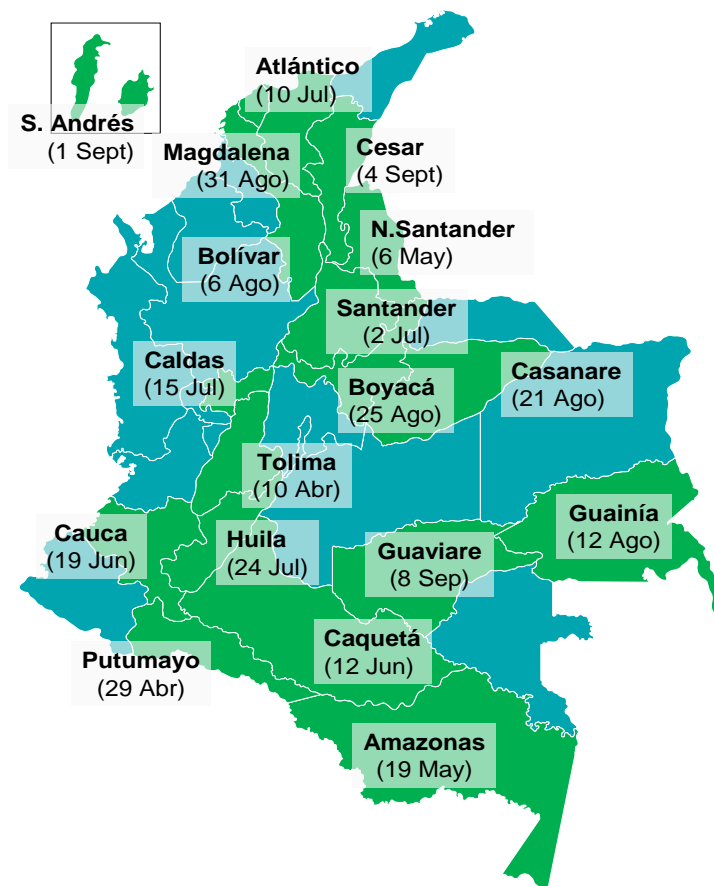 Atlántico
(10 Jul)
S. Andrés
(1 Sept)
Magdalena
(31 Ago)
Cesar
(4 Sept)
N.Santander
(6 May)
Bolívar
(6 Ago)
Santander
(2 Jul)
Caldas
(15 Jul)
Boyacá
(25 Ago)
Casanare
(21 Ago)
Tolima
(10 Abr)
Guainía
(12 Ago)
Cauca
(19 Jun)
Huila
(24 Jul)
Guaviare
(8 Sep)
Caquetá
(12 Jun)
Putumayo
(29 Abr)
Amazonas
(19 May)